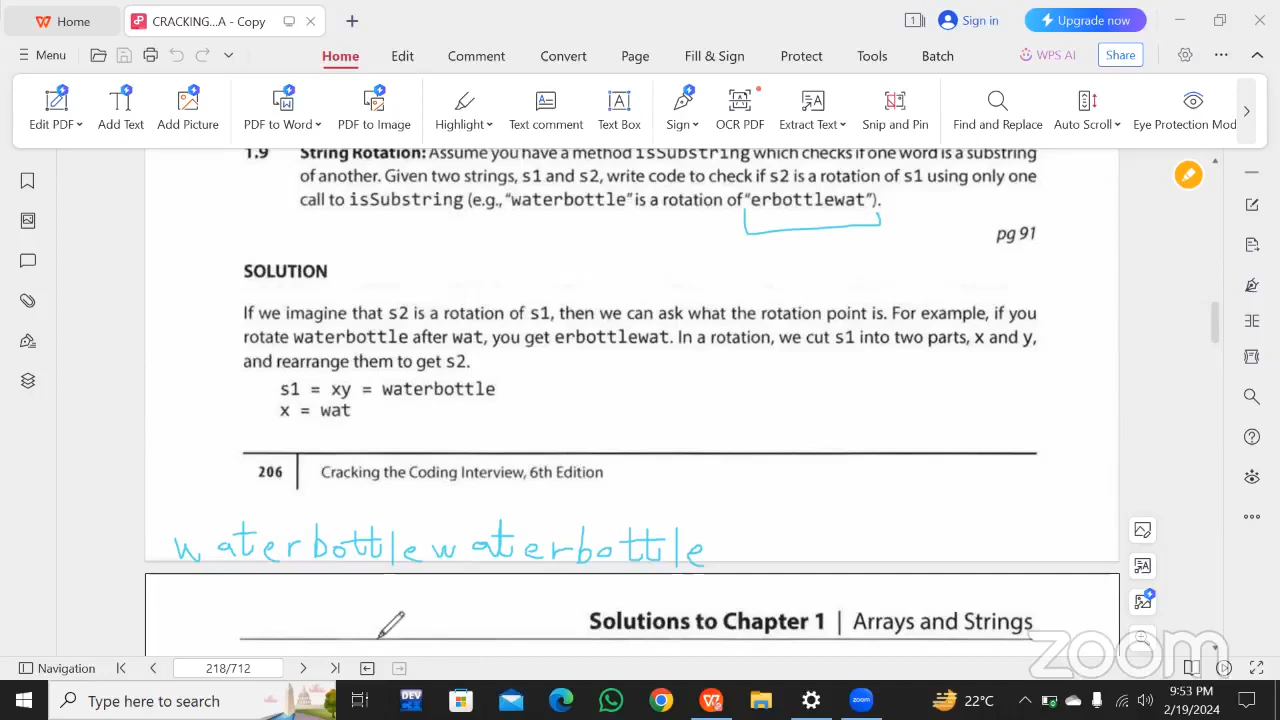 Home
CRACKING...A - Copy
1
Sign in
Upgrade now
Menu
Home
Edit
Comment
Convert
Page
Fill & Sign
Protect
Tools
Batch
WPS AI
Share
Edit PDF
Add Text
Add Picture
PDF to Word
PDF to Image
Highlight
Text comment
Text Box
Sign
OCR PDF
Extract Text
Snip and Pin
Find and Replace
Auto Scroll
Eye Protection Mod
1.9 String Rotation: Assume you have a method isSubstring which checks if one word is a substring
of another. Given two strings, s1 and s2, write code to check if s2 is a rotation of s1 using only one
call to isSubstring (e.g., "waterbottle" is a rotation of "erbottlewat").
pg 91
SOLUTION
If we imagine that s2 is a rotation of s1, then we can ask what the rotation point is. For example, if you
rotate waterbottle after wat, you get erbottlewat. In a rotation, we cut s1 into two parts, x and y,
and rearrange them to get s2.
s1 = xy = waterbottle
x = wat
206 Cracking the Coding Interview, 6th Edition
waterbottlewaterbottle
Solutions to Chapter 1 | Arrays and Strings
zoom
Navigation
218/712
Type here to search
DEV
zoom
22°C
9:53 PM
2/19/2024